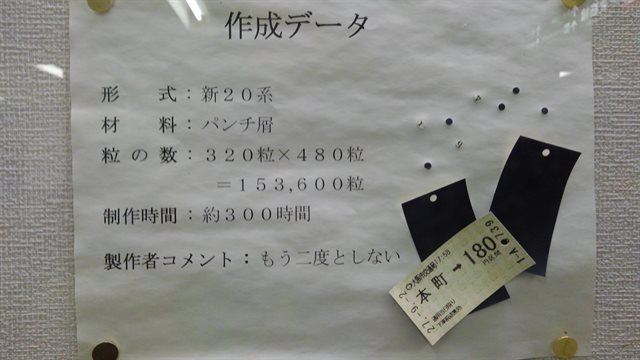 作成データ
形　式：新２０系
材　料：パンチ屑
粒の数：３２０粒×４８０粒
＝１５３,６００粒
制作時間：約３００時間
製作者コメント：もう二度としない
本町→180
円区間